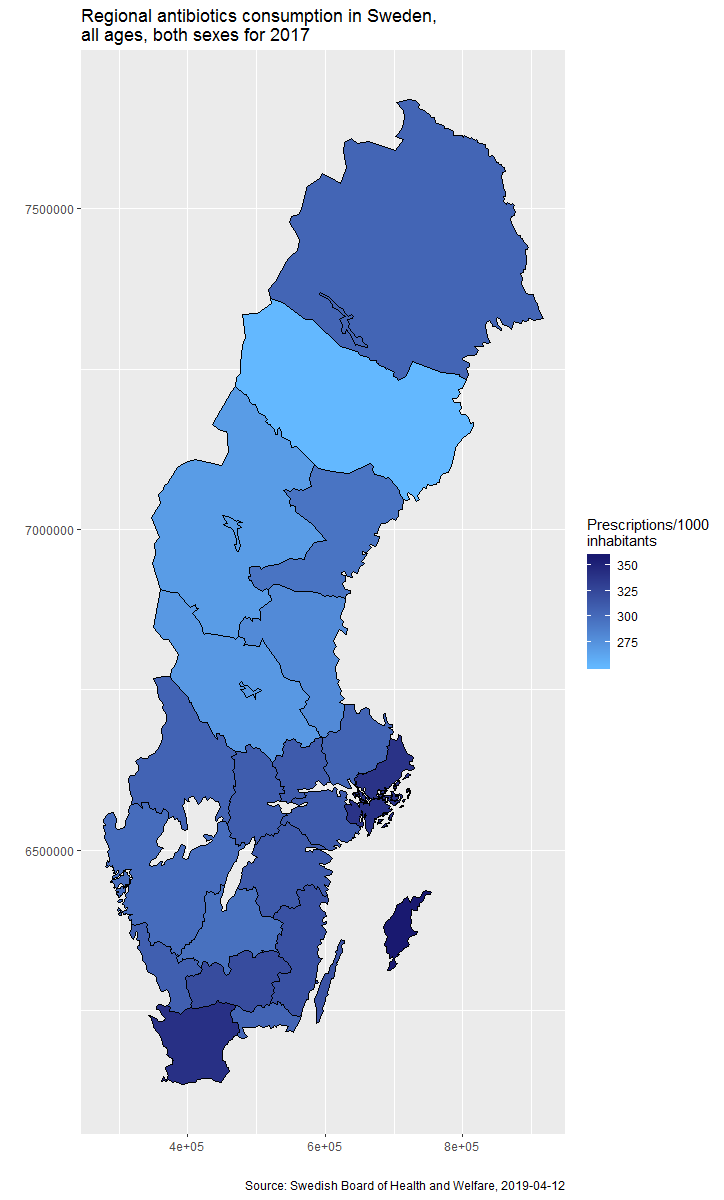 Regional antibiotics consumption in Sweden,
all ages, both sexes for 2017
7500000
7000000
6500000
4e+05
6e+05
8e+05
Prescriptions/1000
inhabitants
350
325
300
275
Source: Swedish Board of Health and Welfare, 2019-04-12